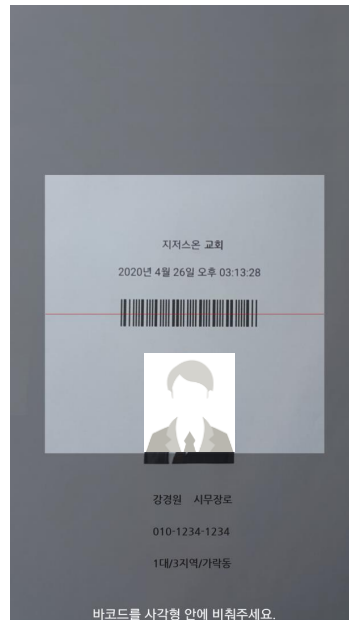 지저스온 교회
2020년 4월 26일 오후 03:13:28
강경원 시무장로
010-1234-1234
1대/3지역/가락동
바코드를 사각형 안에 비춰주세요.